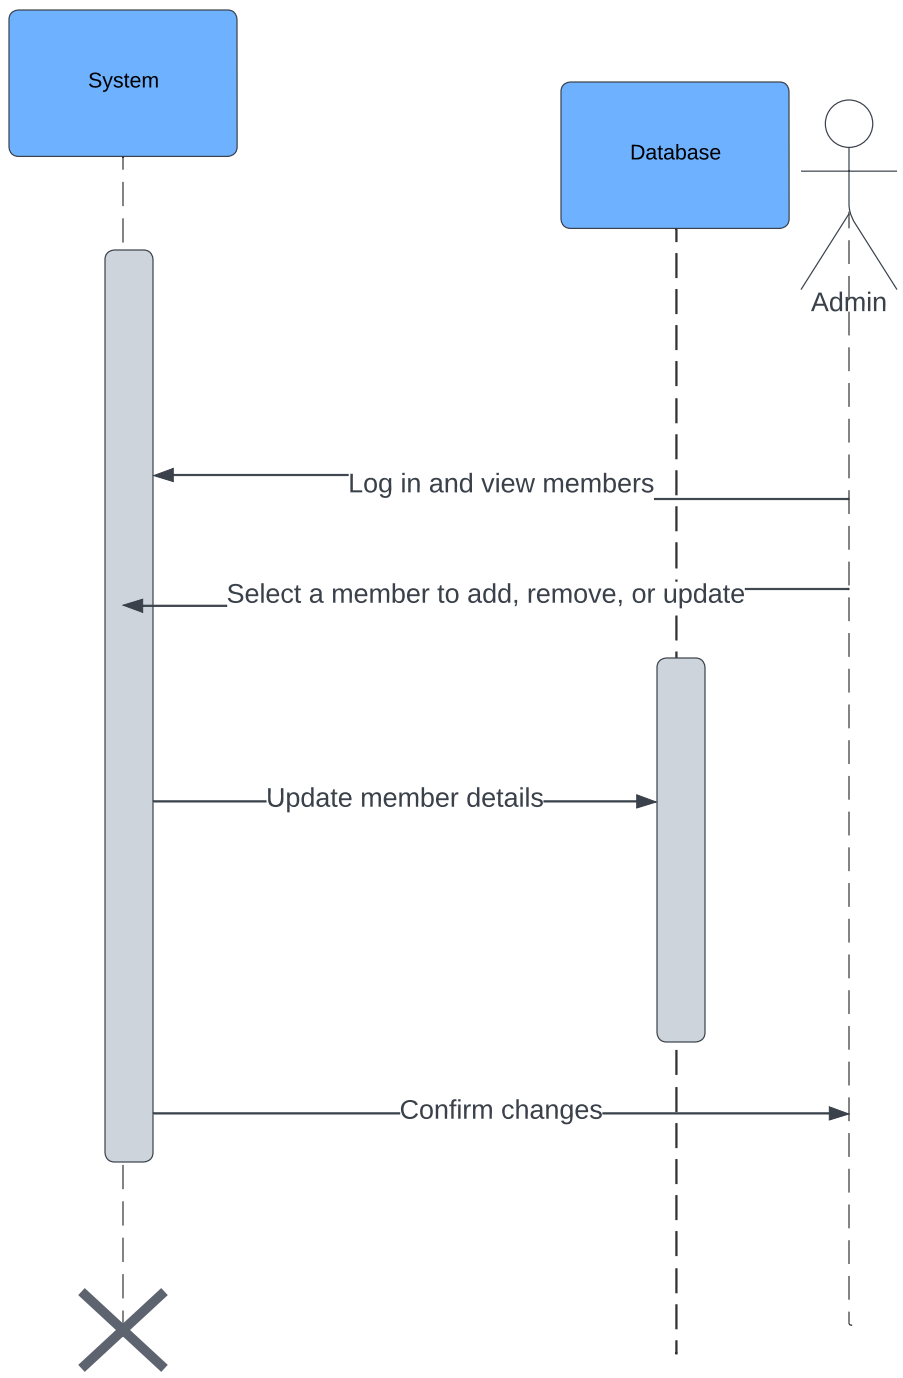 System
Database
Admin
Log in and view members
Select a member to add, remove, or update
Update member details
Confirm changes